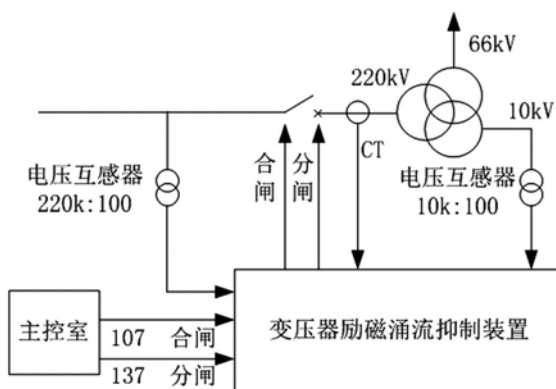 66kV
220kV
10kV
CT
合闸
分闸
电压互感器
220k:100
电压互感器
10k:100
主控室
107 合闸
137 分闸
变压器励磁涌流抑制装置